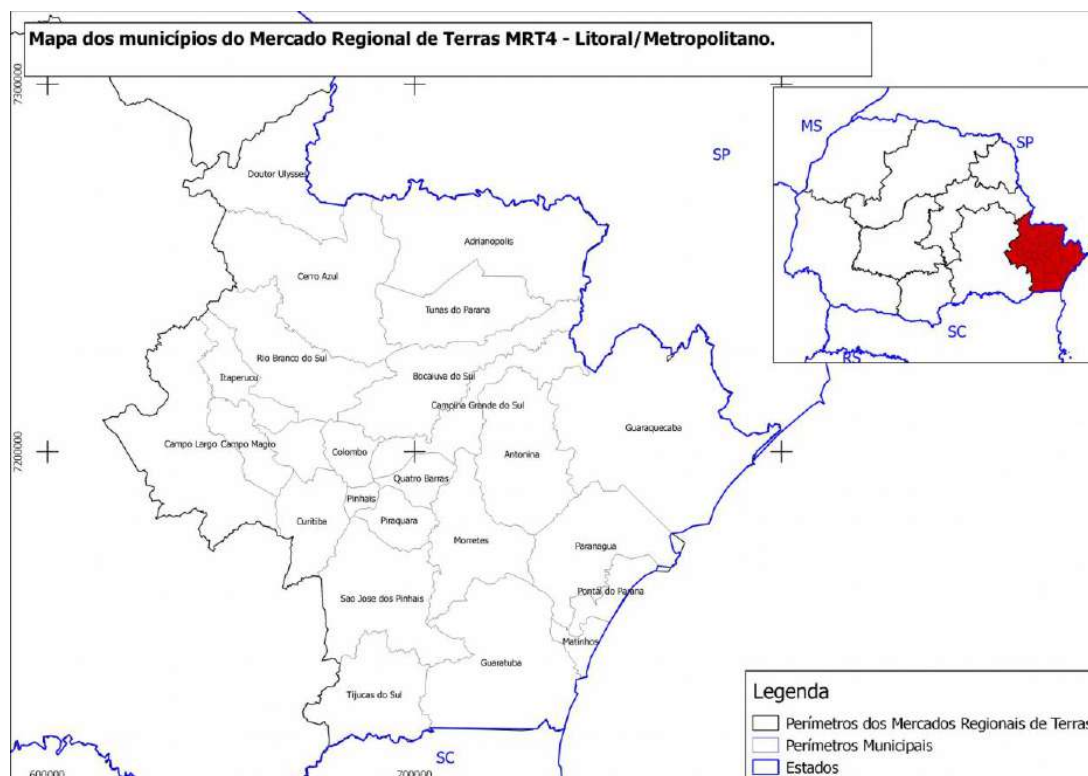 Mapa dos municípios do Mercado Regional de Terras MRT4 - Litoral/Metropolitano.
7300000
MS
SP
SP
Doutor Ulysses
Adrianopolis
Cerro Azul
Tunas do Parana
SC
RS
Rio Branco do Sul
Itaperucu
Bocaiuva do Sul
Campina Grande do Sul
Guaraquecaba
7200000
Campo Largo
Campo Magro
Colombo
Antonina
Quatro Barras
Pinhais
Curitiba
Piraquara
Morretes
Paranagua
Sao Jose dos Pinhais
Pontal do Parana
Matinhos
Guaratuba
Tijucas do Sul
Legenda
Perímetros dos Mercados Regionais de Terras
Perímetros Municipais
Estados
SC
600000
700000